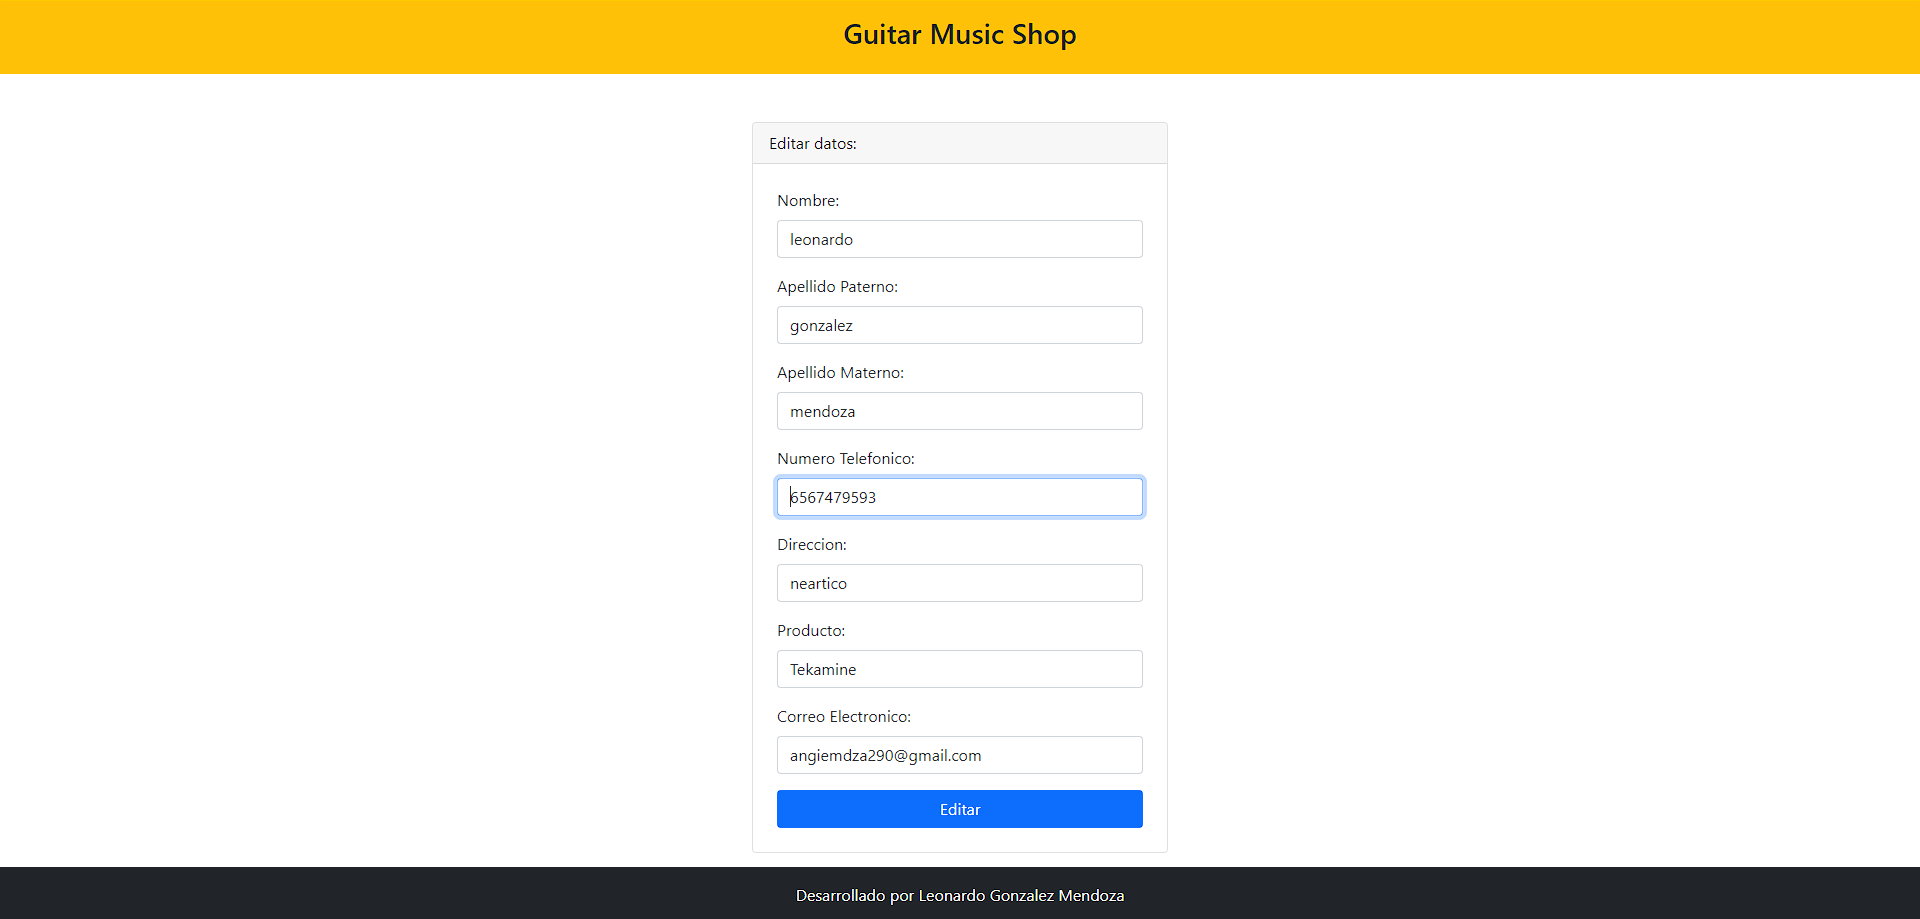 Guitar Music Shop
Editar datos:
Nombre:
leonardo
Apellido Paterno:
gonzalez
Apellido Materno:
mendoza
Numero Telefonico:
6567479593
Direccion:
neartico
Producto:
Tekamine
Correo Electronico:
angiemdza290@gmail.com
Editar
Desarrollado por Leonardo Gonzalez Mendoza